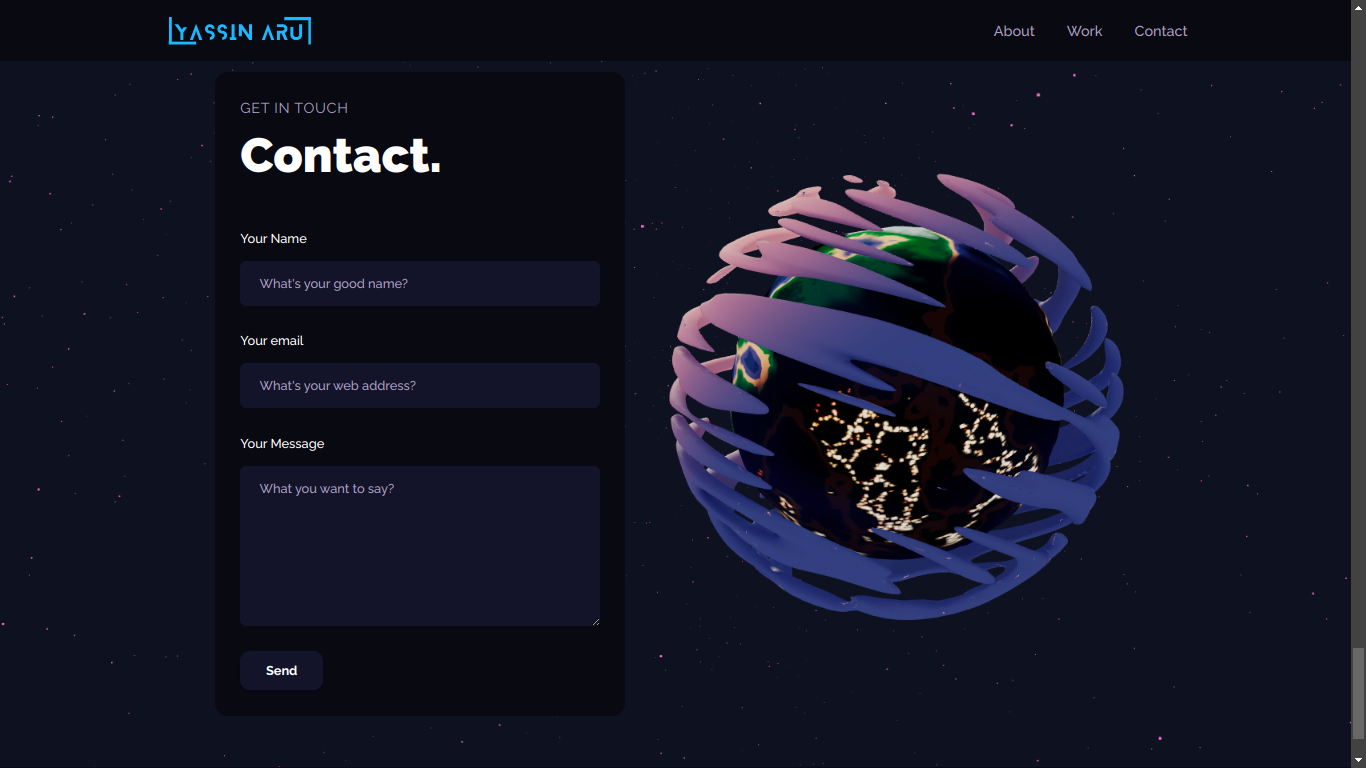 YASSIN ARU
About
Work
Contact
GET IN TOUCH
Contact.
Your Name
What's your good name?
Your email
What's your web address?
Your Message
What you want to say?
Send